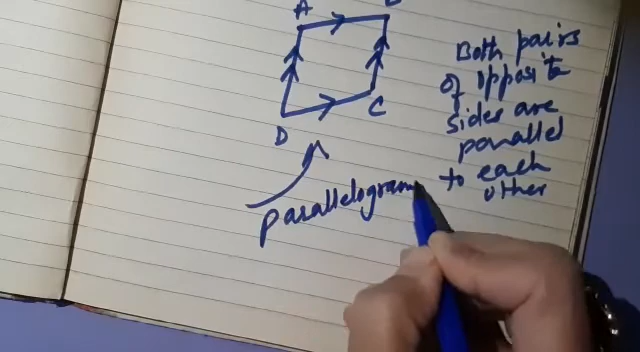 A
D
C
Both pairs
of opposite
sides are
parallel
to each
other
parallelogram